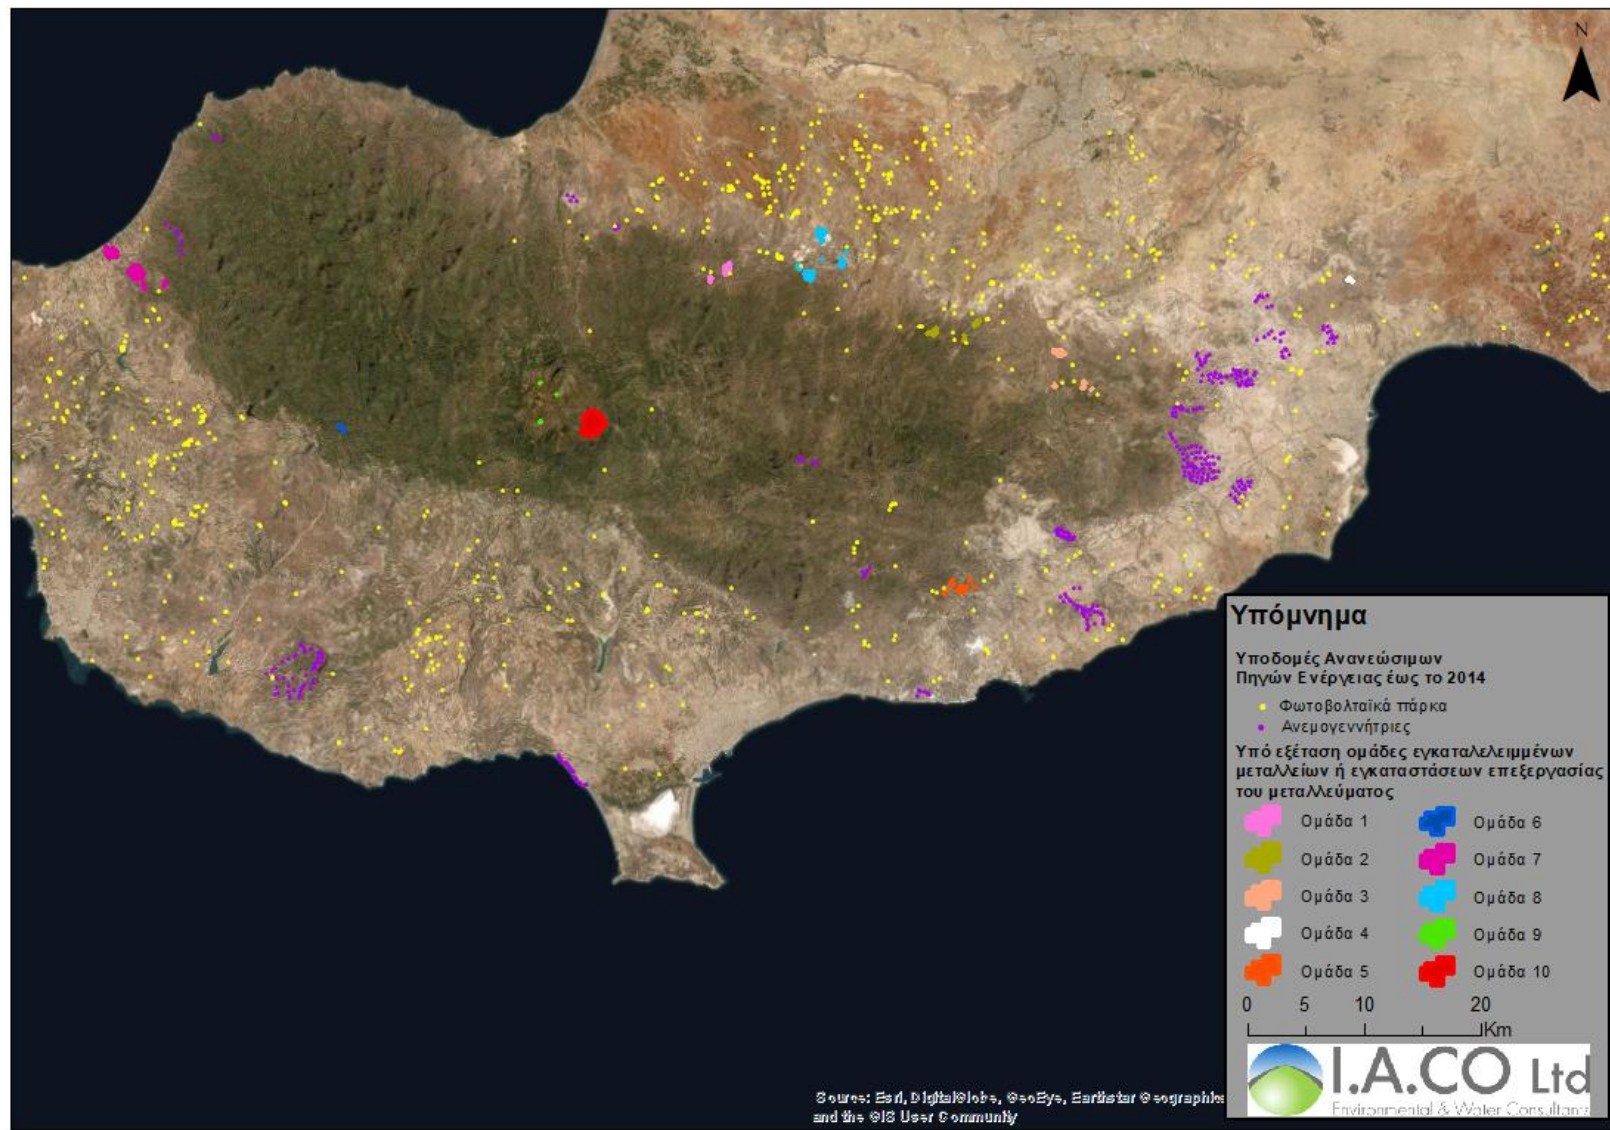 N
Υπόμνημα
Υποδομές Ανανεώσιμων
Πηγών Ενέργειας έως το 2014
Φωτοβολταϊκά πάρκα
Ανεμογεννήτριες
Υπό εξέταση ομάδες εγκαταλελειμμένων
μεταλλείων ή εγκαταστάσεων επεξεργασίας
του μεταλλεύματος
Ομάδα 1
Ομάδα 2
Ομάδα 3
Ομάδα 4
Ομάδα 5
Ομάδα 6
Ομάδα 7
Ομάδα 8
Ομάδα 9
Ομάδα 10
0 5 10 20
Km
I.A.CO Ltd
Environmental & Water Consultants
Source: Esri, DigitalGlobe, GeoEye, Earthstar Geographics
and the GIS User Community